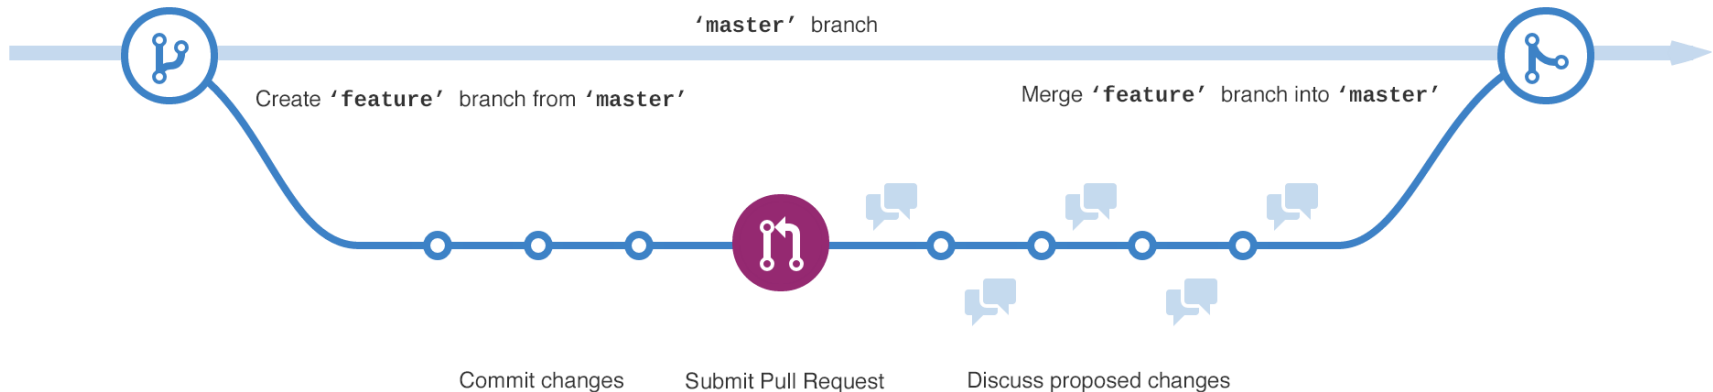 ‘master’ branch
Create ‘feature’ branch from ‘master’
Merge ‘feature’ branch into ‘master’
Commit changes
Submit Pull Request
Discuss proposed changes